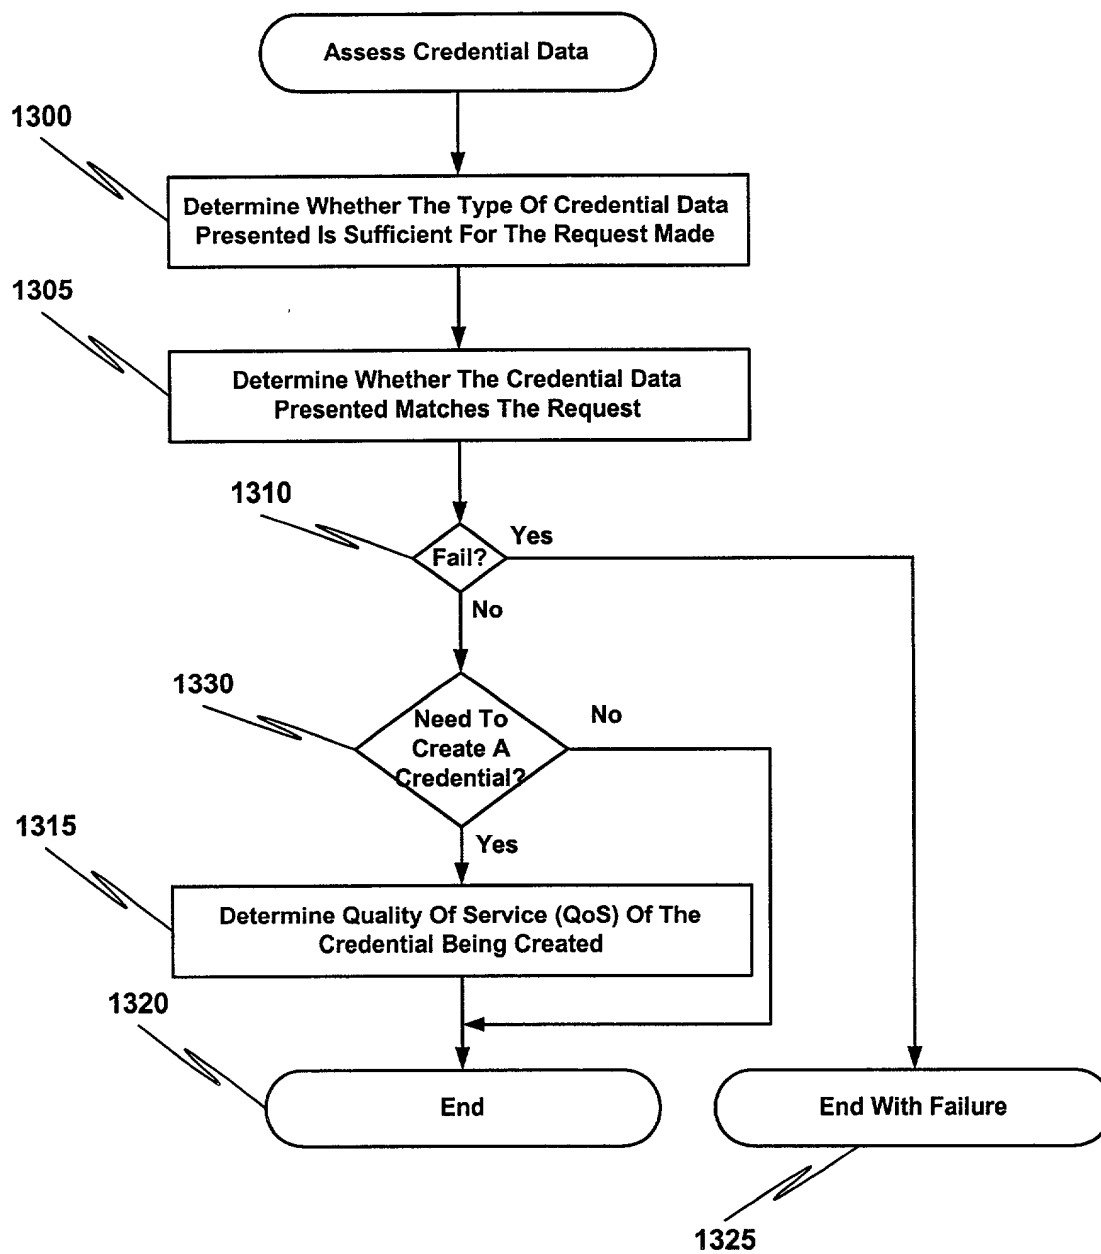 Assess Credential Data
1300
Determine Whether The Type Of Credential Data
Presented Is Sufficient For The Request Made
1305
Determine Whether The Credential Data
Presented Matches The Request
1310
Fail?
Yes
No
1330
Need To
Create A
Credential?
No
1315
Yes
Determine Quality Of Service (QoS) Of The
Credential Being Created
1320
End
End With Failure
1325